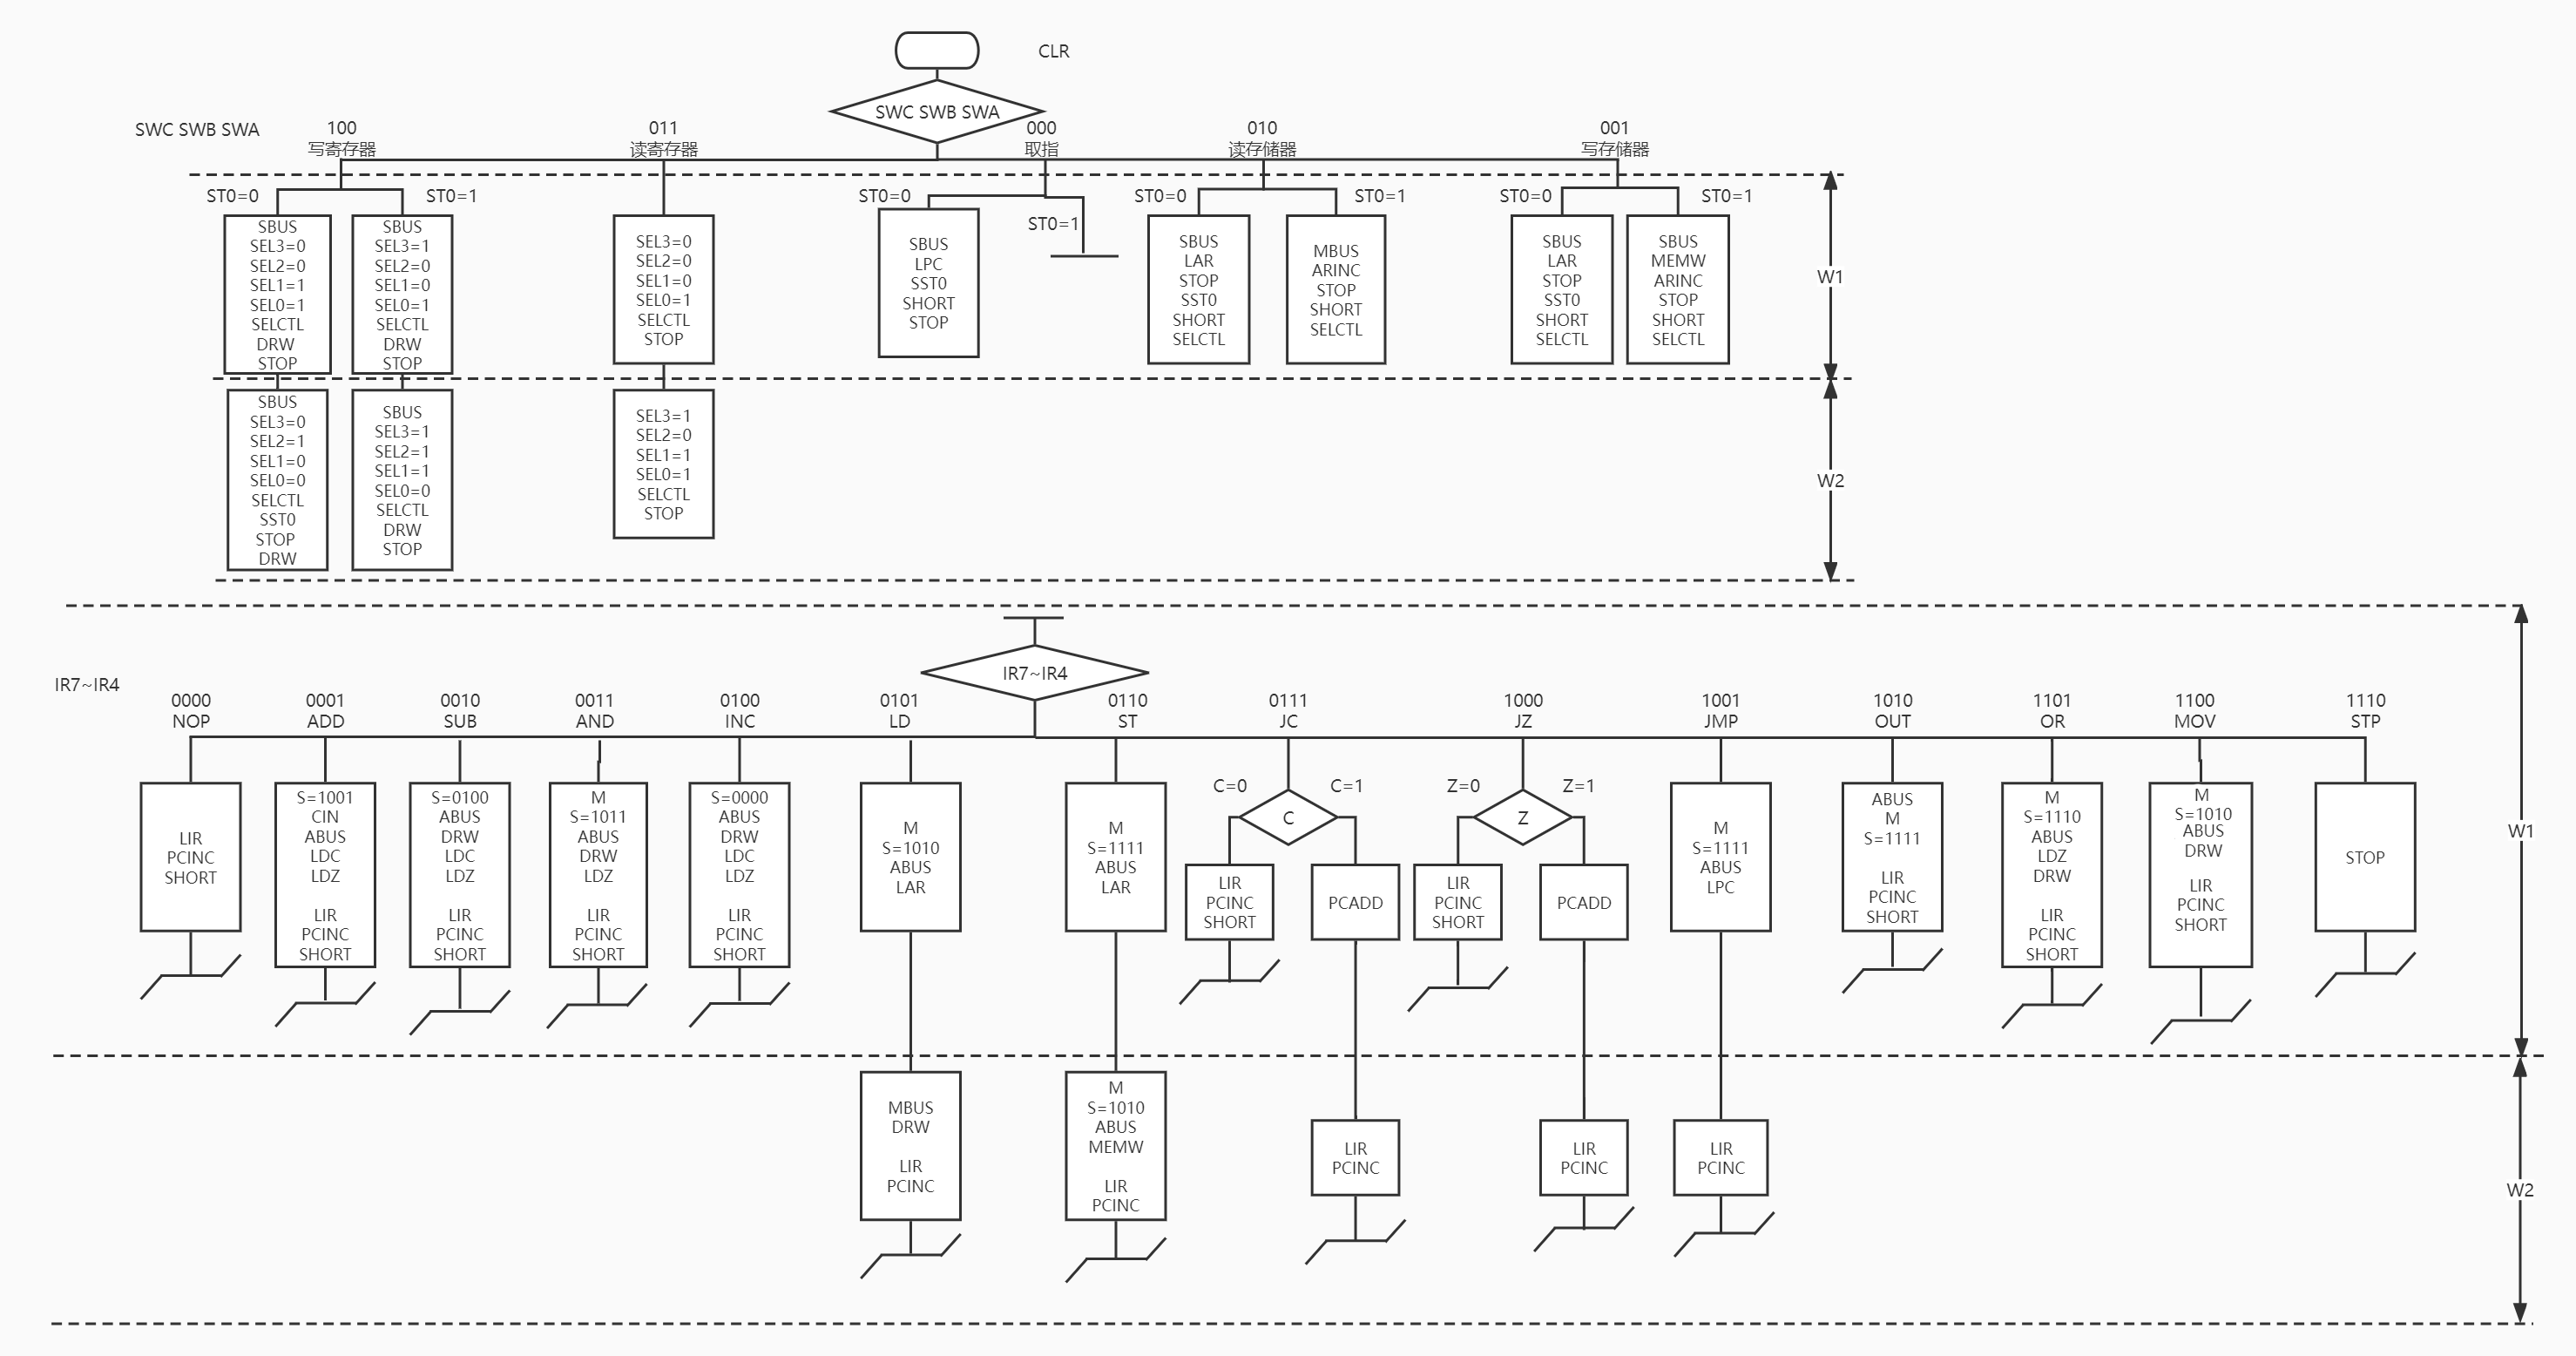 CLR
SWC SWB SWA
SWC SWB SWA
100
写寄存器
011
读寄存器
000
取指
010
读存储器
001
写存储器
ST0=0
ST0=1
ST0=0
ST0=1
ST0=0
ST0=1
ST0=0
ST0=1
SBUS
SEL3=0
SEL2=0
SEL1=1
SEL0=1
SELCTL
DRW
STOP
SBUS
SEL3=1
SEL2=0
SEL1=0
SEL0=1
SELCTL
DRW
STOP
SEL3=0
SEL2=0
SEL1=0
SEL0=1
SELCTL
STOP
SBUS
LPC
SST0
SHORT
STOP
SBUS
LAR
STOP
SST0
SHORT
SELCTL
MBUS
ARINC
STOP
SHORT
SELCTL
SBUS
LAR
STOP
SST0
SHORT
SELCTL
SBUS
MEMW
ARINC
STOP
SHORT
SELCTL
W1
SBUS
SEL3=0
SEL2=1
SEL1=0
SEL0=0
SELCTL
SST0
STOP
DRW
SBUS
SEL3=1
SEL2=1
SEL1=1
SEL0=0
SELCTL
DRW
STOP
SEL3=1
SEL2=0
SEL1=1
SEL0=1
SELCTL
STOP
W2
IR7~IR4
IR7~IR4
0000
NOP
0001
ADD
0010
SUB
0011
AND
0100
INC
0101
LD
0110
ST
0111
JC
1000
JZ
1001
JMP
1010
OUT
1101
OR
1100
MOV
1110
STP
LIR
PCINC
SHORT
S=1001
CIN
ABUS
LDC
LDZ
LIR
PCINC
SHORT
S=0100
ABUS
DRW
LDC
LDZ
LIR
PCINC
SHORT
M
S=1011
ABUS
DRW
LDZ
LIR
PCINC
SHORT
S=0000
ABUS
DRW
LDC
LDZ
LIR
PCINC
SHORT
M
S=1010
ABUS
LAR
M
S=1111
ABUS
LAR
C=0
C=1
C
LIR
PCINC
SHORT
PCADD
Z=0
Z=1
Z
LIR
PCINC
SHORT
PCADD
M
S=1111
ABUS
LPC
ABUS
M
S=1111
LIR
PCINC
SHORT
M
S=1110
ABUS
LDZ
DRW
LIR
PCINC
SHORT
M
S=1010
ABUS
DRW
LIR
PCINC
SHORT
STOP
W1
MBUS
DRW
LIR
PCINC
M
S=1010
ABUS
MEMW
LIR
PCINC
LIR
PCINC
LIR
PCINC
LIR
PCINC
W2